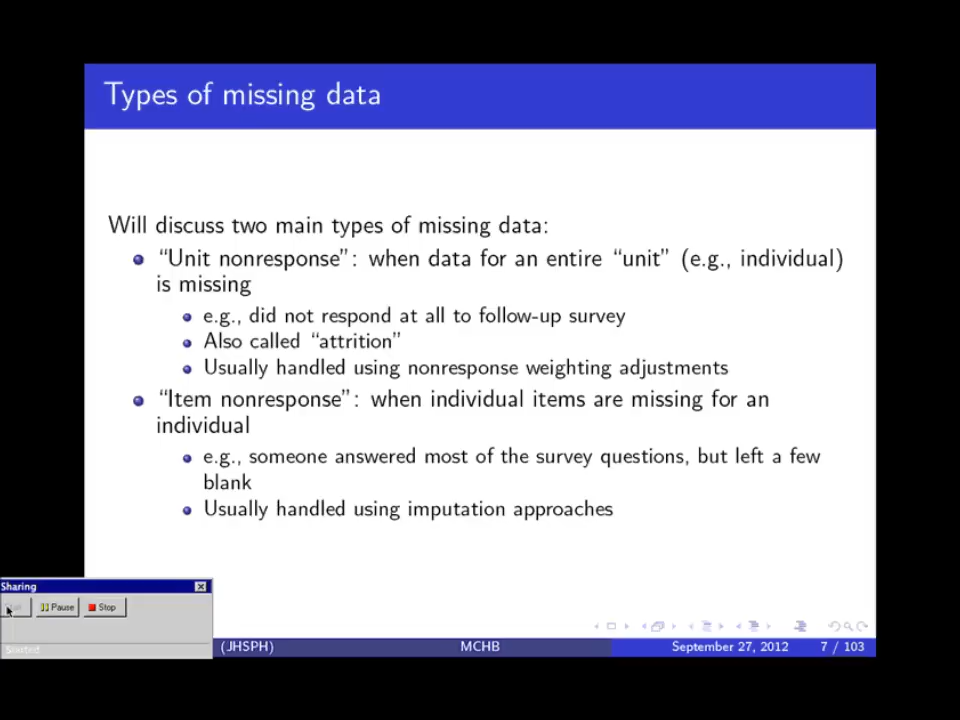 Types of missing data
Will discuss two main types of missing data:
“Unit nonresponse”: when data for an entire “unit” (e.g., individual)
is missing
e.g., did not respond at all to follow-up survey
Also called “attrition”
Usually handled using nonresponse weighting adjustments
“Item nonresponse”: when individual items are missing for an
individual
e.g., someone answered most of the survey questions, but left a few
blank
Usually handled using imputation approaches
Sharing
Pause Stop
Started
(JHSPH) MCHB September 27, 2012 7 / 103